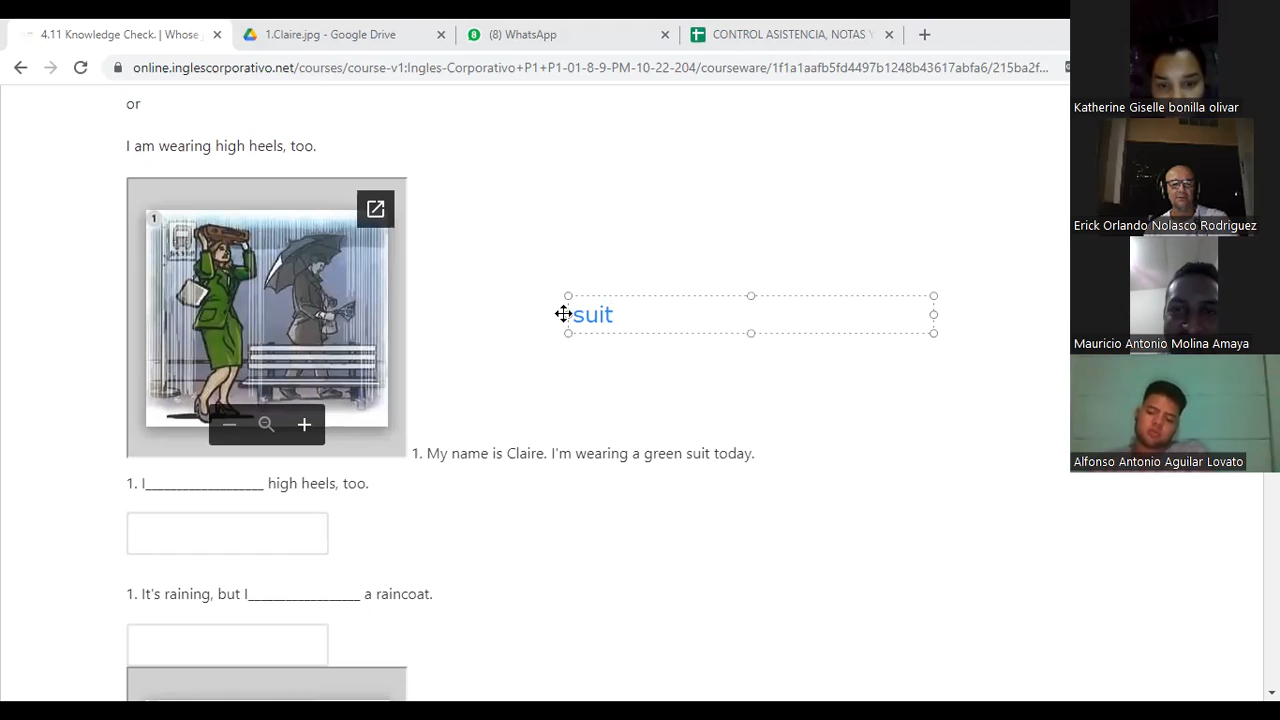 4.11 Knowledge Check. | Whose
1.Claire.jpg - Google Drive
8 (8) WhatsApp
CONTROL ASISTENCIA, NOTAS Y
online.inglescorporativo.net/courses/course-v1:Ingles-Corporativo+P1+P1-01-8-9-PM-10-22-204/courseware/1f1a1aafb5fd4497b1248b43617abfa6/215ba2f...
or
I am wearing high heels, too.
1
suit
1. My name is Claire. I'm wearing a green suit today.
1. I__________________ high heels, too.
1. It's raining, but I_________________ a raincoat.
Katherine Giselle bonilla olivar
Erick Orlando Nolasco Rodriguez
Mauricio Antonio Molina Amaya
Alfonso Antonio Aguilar Lovato